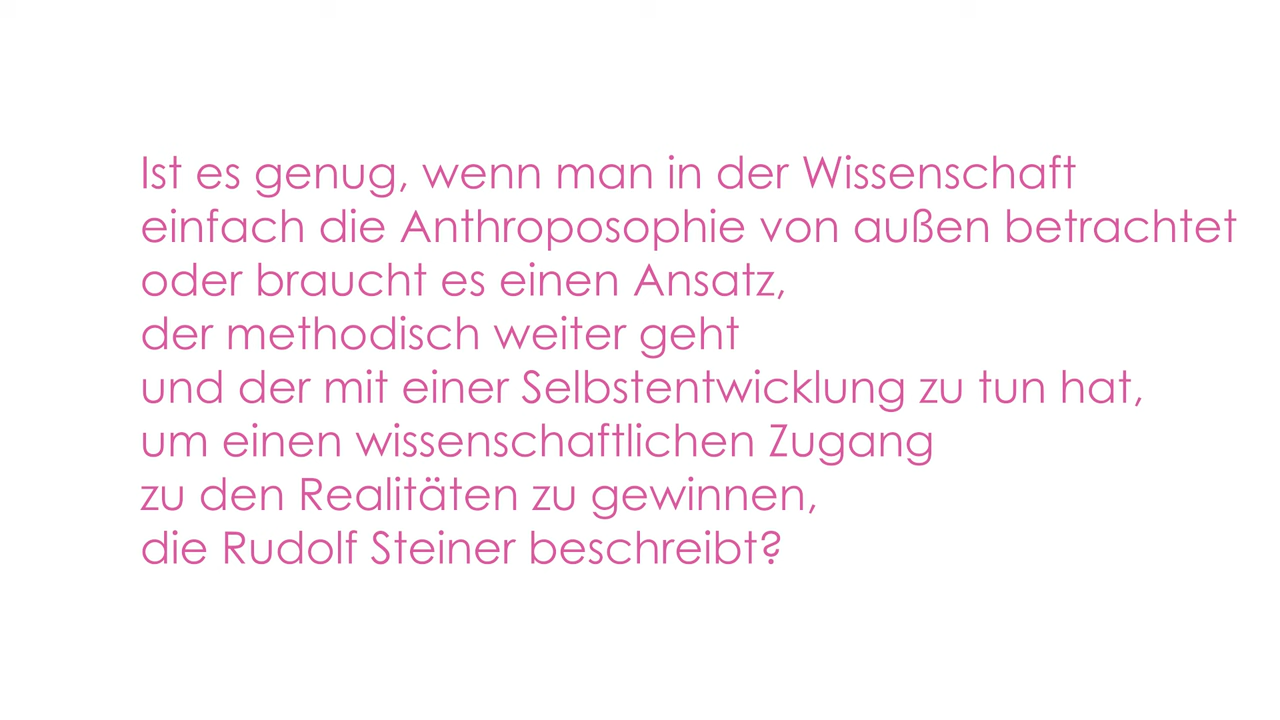 Ist es genug, wenn man in der Wissenschaft
einfach die Anthroposophie von außen betrachtet
oder braucht es einen Ansatz,
der methodisch weiter geht
und der mit einer Selbstentwicklung zu tun hat,
um einen wissenschaftlichen Zugang
zu den Realitäten zu gewinnen,
die Rudolf Steiner beschreibt?